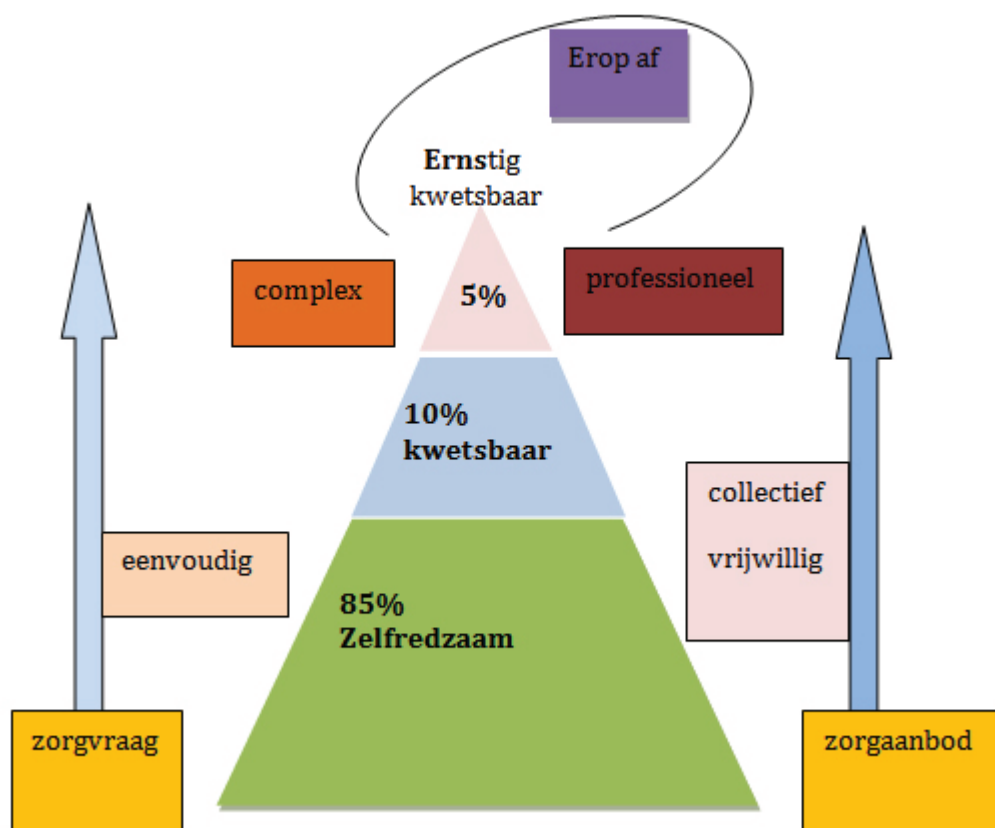 Erop af
Ernstig
kwetsbaar
complex
5%
professioneel
10%
kwetsbaar
collectief
vrijwillig
eenvoudig
85%
Zelfredzaam
zorgvraag
zorgaanbod